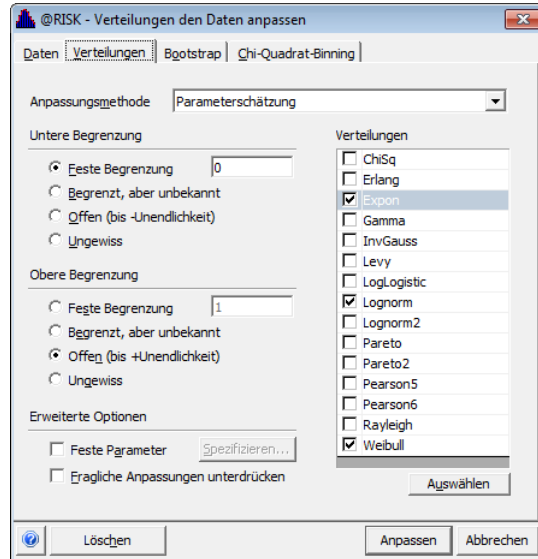 @RISK - Verteilungen den Daten anpassen
Daten Verteilungen Bootstrap Chi-Quadrat-Binning
Anpassungsmethode Parameterschätzung
Untere Begrenzung
Feste Begrenzung 0
Begrenzt, aber unbekannt
Offen (bis -Unendlichkeit)
Ungewiss
Obere Begrenzung
Feste Begrenzung 1
Begrenzt, aber unbekannt
Offen (bis +Unendlichkeit)
Ungewiss
Erweiterte Optionen
Feste Parameter Spezifizieren...
Fragliche Anpassungen unterdrücken
Verteilungen
ChiSq
Erlang
Expon
Gamma
InvGauss
Levy
LogLogistic
Lognorm
Lognorm2
Pareto
Pareto2
Pearson5
Pearson6
Rayleigh
Weibull
Auswählen
? Löschen Anpassen Abbrechen